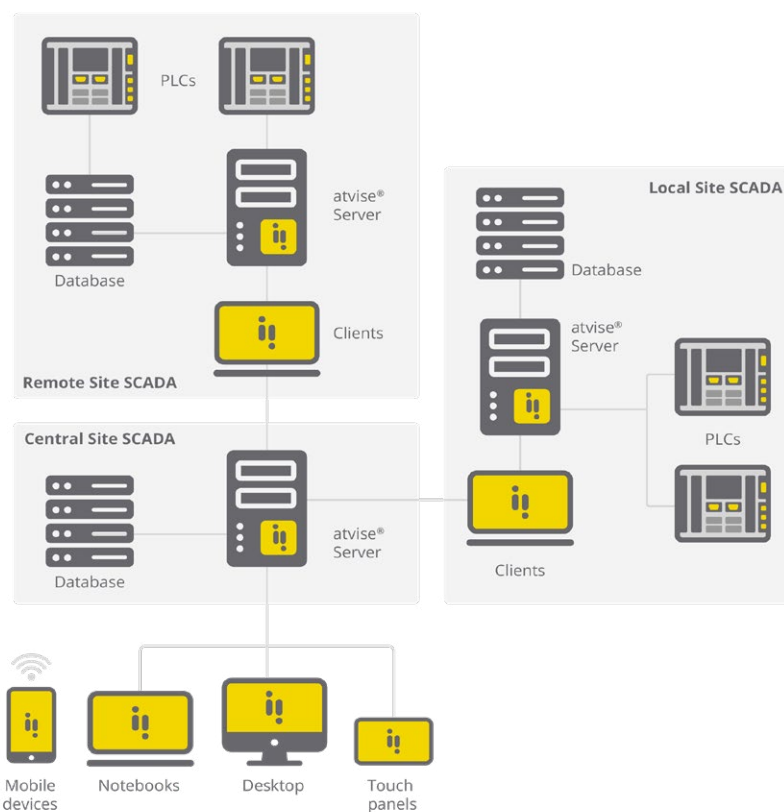 PLCs
atvise®
Server
Database
Clients
Remote Site SCADA
Local Site SCADA
Database
atvise®
Server
PLCs
Clients
Central Site SCADA
atvise®
Server
Database
Mobile
devices
Notebooks
Desktop
Touch
panels